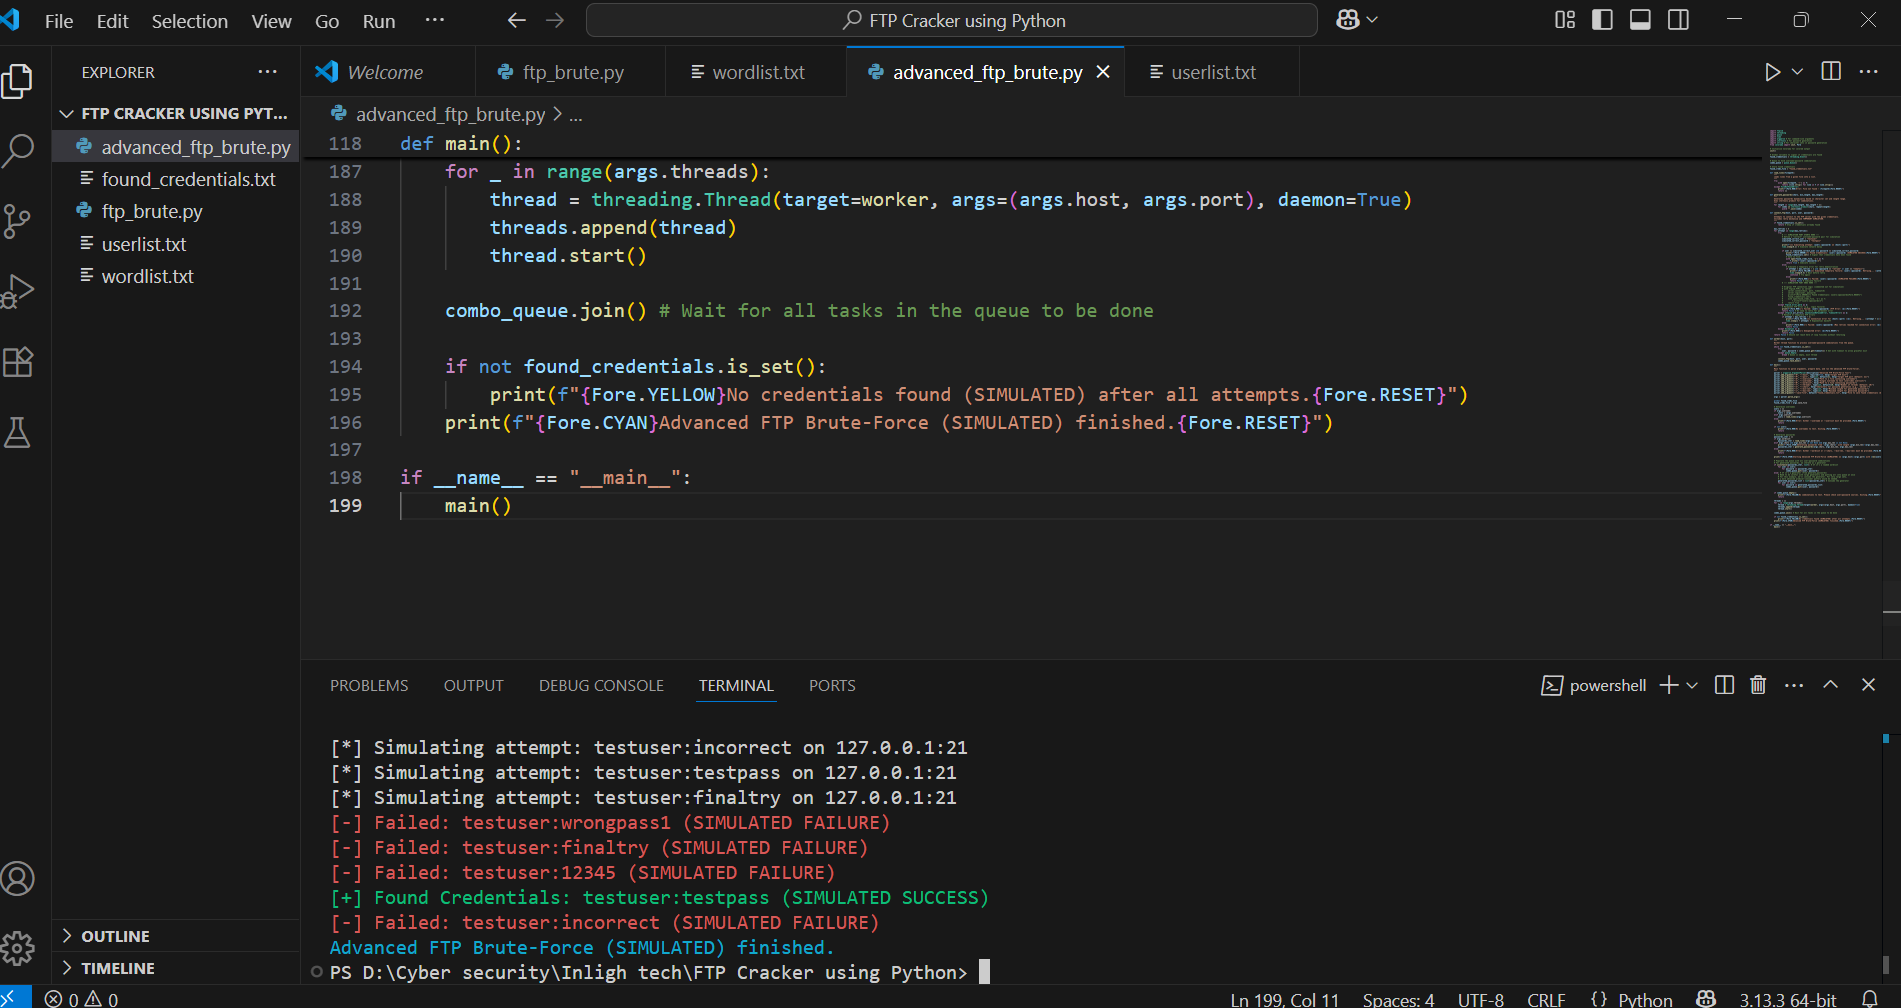 File Edit Selection View Go Run ··· FTP Cracker using Python
EXPLORER ···
Welcome ftp_brute.py wordlist.txt advanced_ftp_brute.py userlist.txt
FTP CRACKER USING PYT...
advanced_ftp_brute.py
found_credentials.txt
ftp_brute.py
userlist.txt
wordlist.txt
OUTLINE
TIMELINE
advanced_ftp_brute.py > ...
118 def main():
187 for _ in range(args.threads):
188 thread = threading.Thread(target=worker, args=(args.host, args.port), daemon=True)
189 threads.append(thread)
190 thread.start()
191
192 combo_queue.join() # Wait for all tasks in the queue to be done
193
194 if not found_credentials.is_set():
195 print(f"{Fore.YELLOW}No credentials found (SIMULATED) after all attempts.{Fore.RESET}")
196 print(f"{Fore.CYAN}Advanced FTP Brute-Force (SIMULATED) finished.{Fore.RESET}")
197
198 if __name__ == "__main__":
199 main()
PROBLEMS OUTPUT DEBUG CONSOLE TERMINAL PORTS powershell
[*] Simulating attempt: testuser:incorrect on 127.0.0.1:21
[*] Simulating attempt: testuser:testpass on 127.0.0.1:21
[*] Simulating attempt: testuser:finaltry on 127.0.0.1:21
[-] Failed: testuser:wrongpass1 (SIMULATED FAILURE)
[-] Failed: testuser:finaltry (SIMULATED FAILURE)
[-] Failed: testuser:12345 (SIMULATED FAILURE)
[+] Found Credentials: testuser:testpass (SIMULATED SUCCESS)
[-] Failed: testuser:incorrect (SIMULATED FAILURE)
Advanced FTP Brute-Force (SIMULATED) finished.
PS D:\Cyber security\Inligh tech\FTP Cracker using Python>
0 0 Ln 199, Col 11 Spaces: 4 UTF-8 CRLF {} Python 3.13.3 64-bit